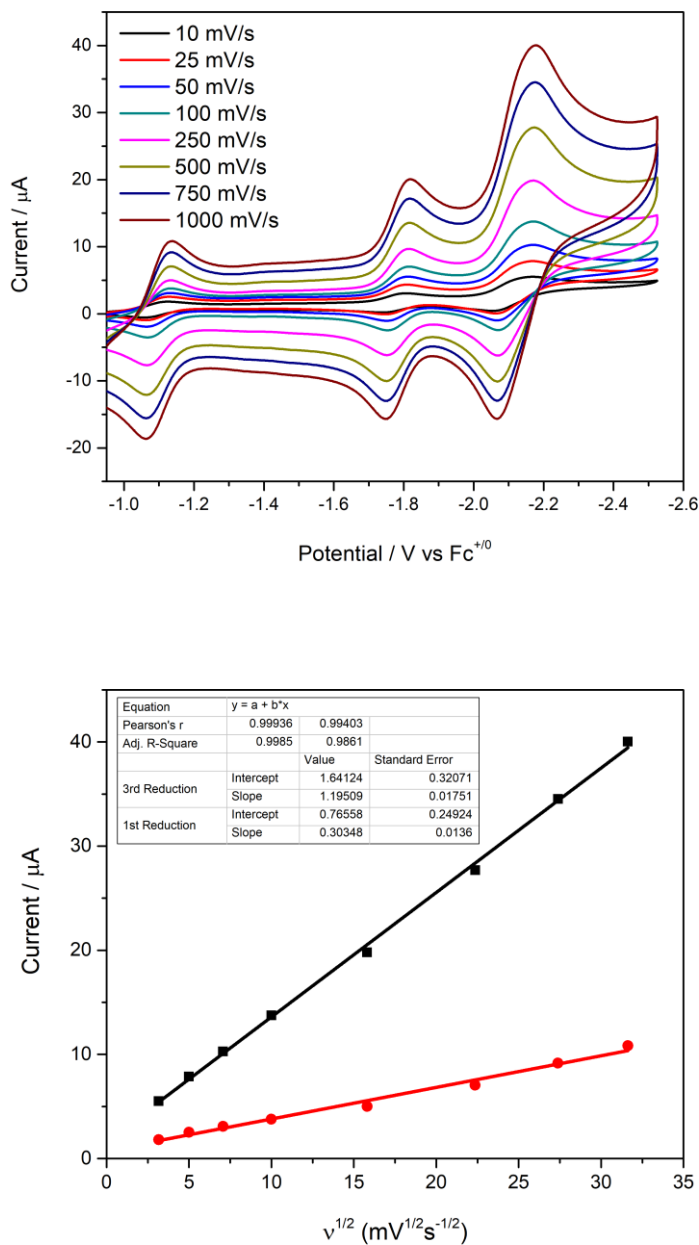 10 mV/s
25 mV/s
50 mV/s
100 mV/s
250 mV/s
500 mV/s
750 mV/s
1000 mV/s
40
30
20
10
0
-10
-20
Current / μA
-1.0 -1.2 -1.4 -1.6 -1.8 -2.0 -2.2 -2.4 -2.6
Potential / V vs Fc⁺/⁰
Equation y = a + b*x
Pearson's r 0.99936 0.99403
Adj. R-Square 0.9985 0.9861
Value Standard Error
3rd Reduction Intercept 1.64124 0.32071
Slope 1.19509 0.01751
1st Reduction Intercept 0.76558 0.24924
Slope 0.30348 0.0136
40
30
20
10
0
Current / μA
0 5 10 15 20 25 30 35
ν¹/² (mV¹/²s⁻¹/²)